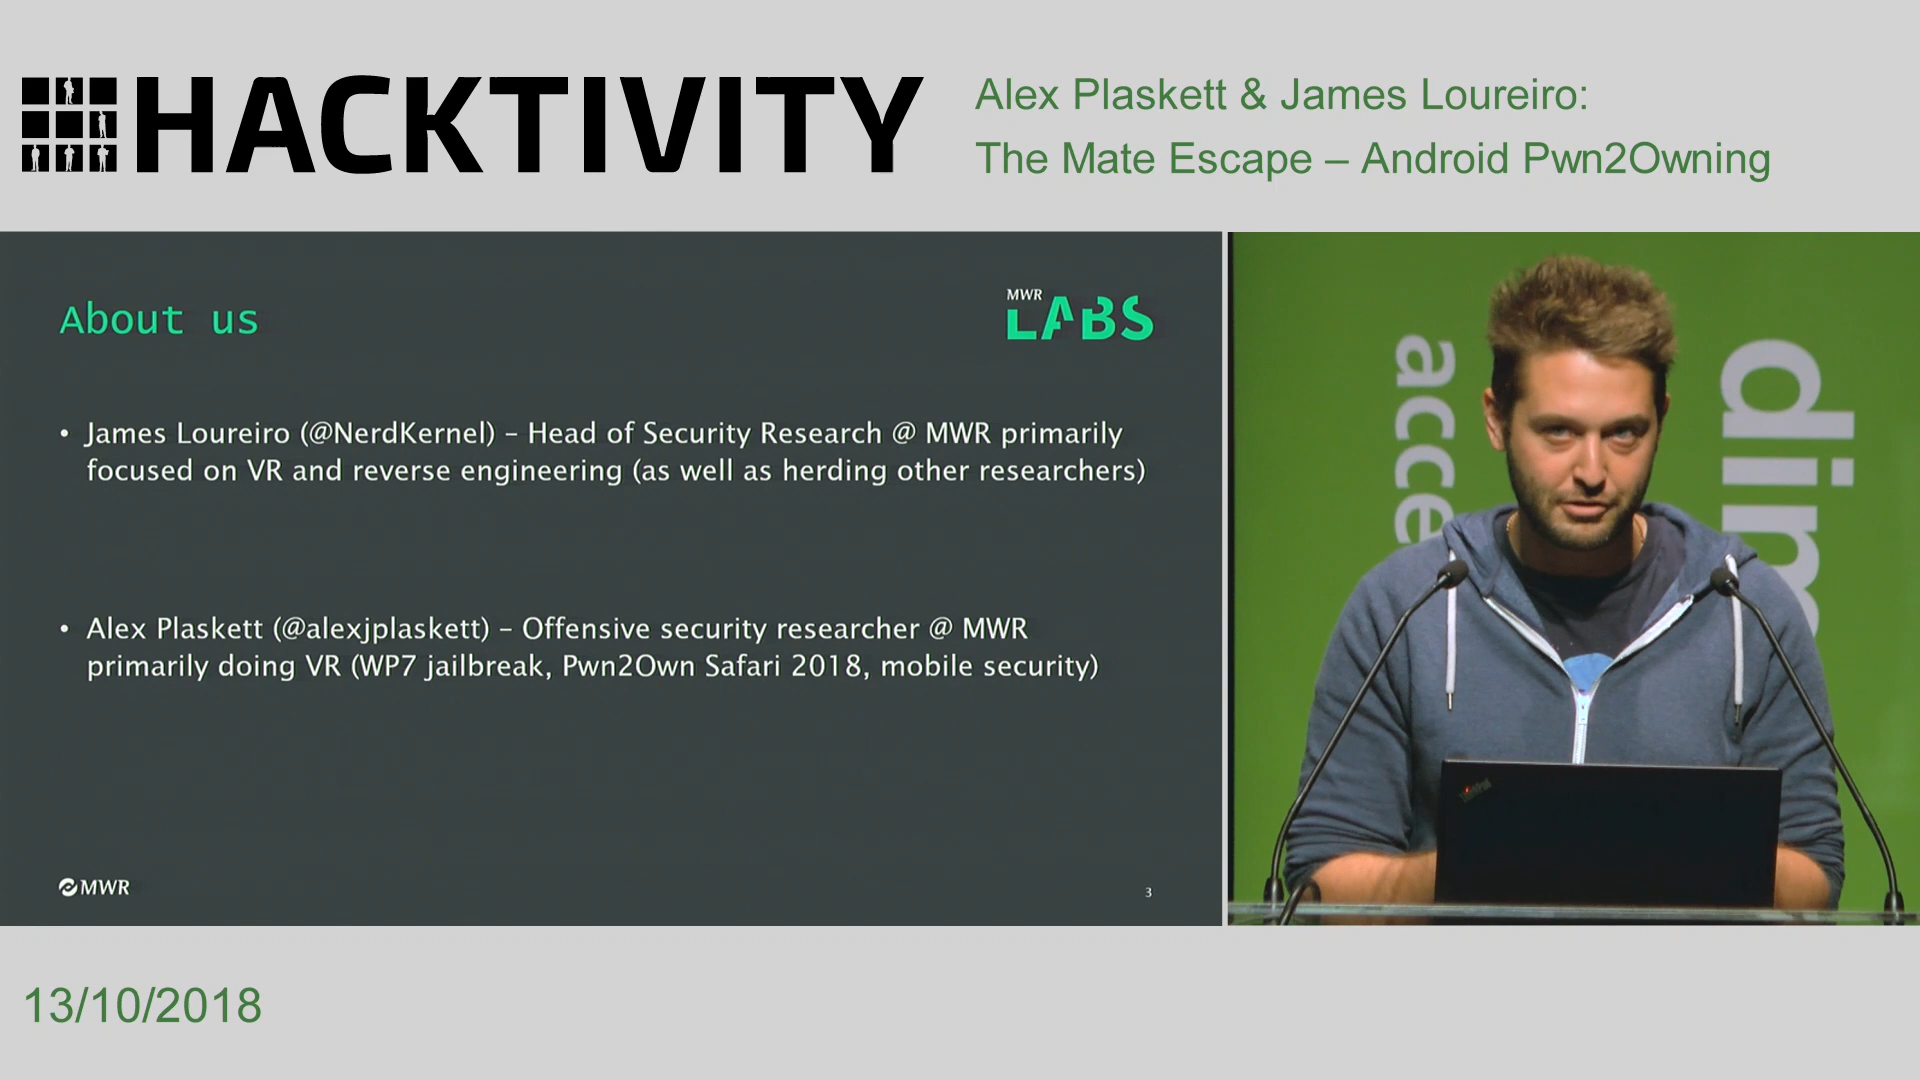 HACKTIVITY
Alex Plaskett & James Loureiro:
The Mate Escape – Android Pwn2Owning
About us
MWR
LABS
• James Loureiro (@NerdKernel) – Head of Security Research @ MWR primarily
focused on VR and reverse engineering (as well as herding other researchers)
• Alex Plaskett (@alexjplaskett) – Offensive security researcher @ MWR
primarily doing VR (WP7 jailbreak, Pwn2Own Safari 2018, mobile security)
MWR
3
acce
dim
ThinkPad
13/10/2018